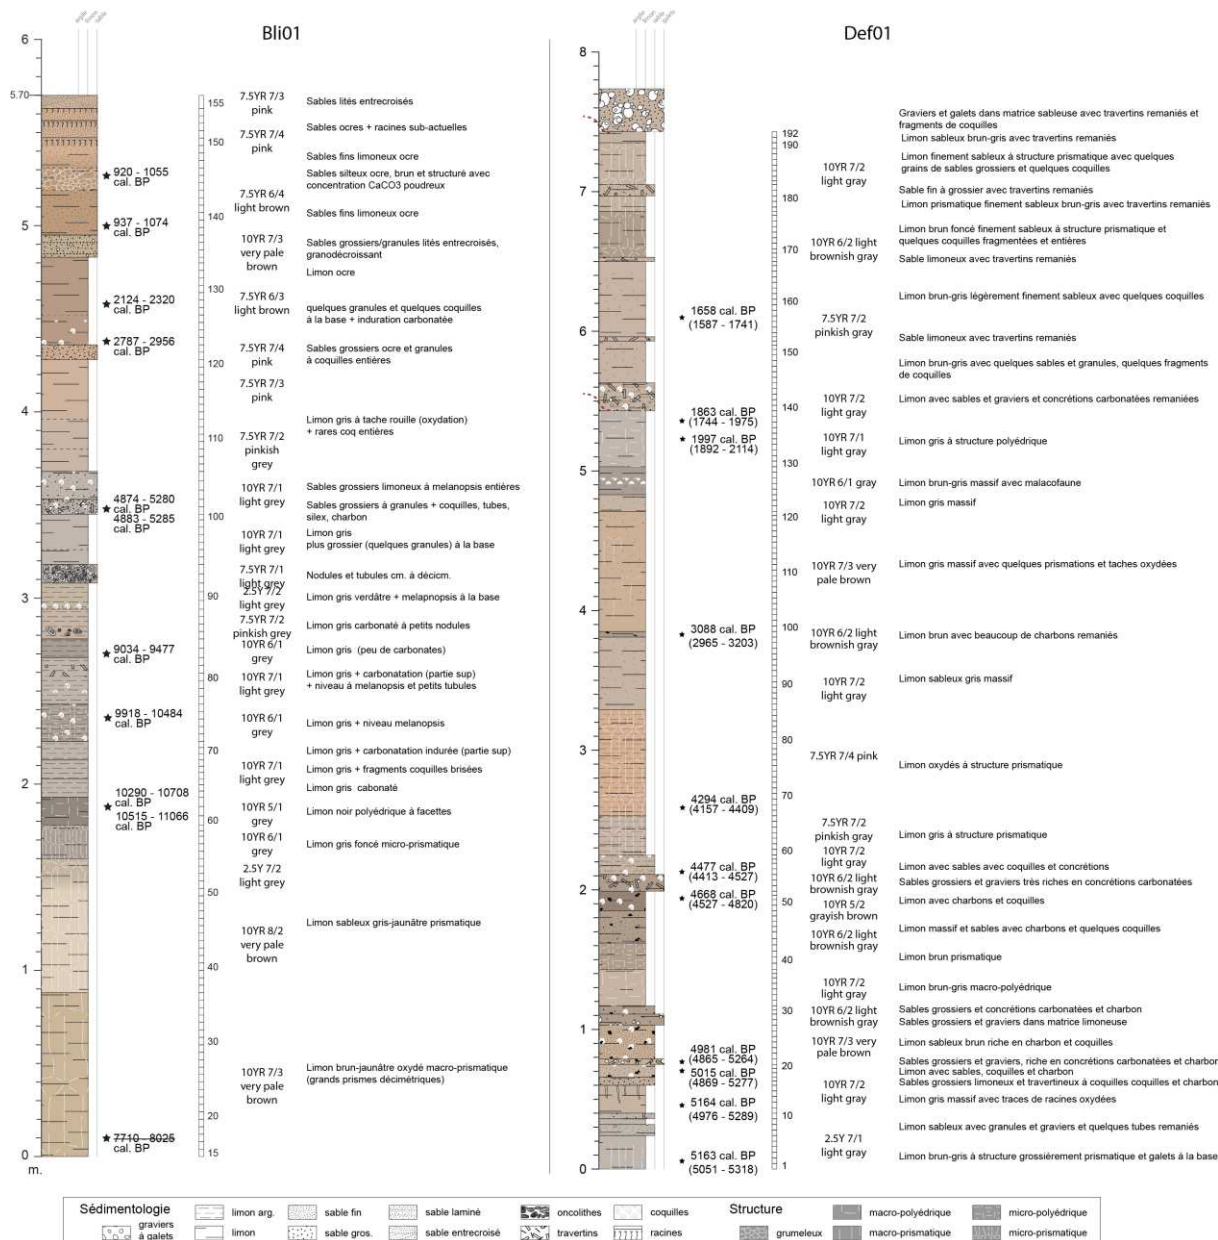 Bli01
6
5.70
5
4
3
2
1
0
m.
920 - 1055
cal. BP
937 - 1074
cal. BP
2124 - 2320
cal. BP
2787 - 2956
cal. BP
4874 - 5280
cal. BP
4883 - 5285
cal. BP
9034 - 9477
cal. BP
9918 - 10484
cal. BP
10290 - 10708
cal. BP
10515 - 11066
cal. BP
7710 - 8025
cal. BP
155
150
140
130
120
110
100
90
80
70
60
50
40
30
20
15
7.5YR 7/3
pink
7.5YR 7/4
pink
7.5YR 6/4
light brown
10YR 7/3
very pale
brown
7.5YR 6/3
light brown
7.5YR 7/4
pink
7.5YR 7/3
pink
7.5YR 7/2
pinkish
grey
10YR 7/1
light grey
10YR 7/1
light grey
7.5YR 7/1
light grey
2.5Y 7/2
light grey
7.5YR 7/2
pinkish grey
10YR 6/1
grey
10YR 7/1
light grey
10YR 6/1
grey
10YR 7/1
light grey
10YR 5/1
grey
10YR 6/1
grey
2.5Y 7/2
light grey
10YR 8/2
very pale
brown
10YR 7/3
very pale
brown
Sables lités entrecroisés
Sables ocres + racines sub-actuelles
Sables fins limoneux ocre
Sables silteux ocre, brun et structuré avec
concentration CaCO3 poudreux
Sables fins limoneux ocre
Sables grossiers/granules lités entrecroisés,
granodécroissant
Limon ocre
quelques granules et quelques coquilles
à la base + induration carbonatée
Sables grossiers ocre et granules
à coquilles entières
Limon gris à tache rouille (oxydation)
+ rares coq entières
Sables grossiers limoneux à melanopsis entières
Sables grossiers à granules + coquilles, tubes,
silex, charbon
Limon gris
plus grossier (quelques granules) à la base
Nodules et tubules cm. à décicm.
Limon gris verdâtre + melapnopsis à la base
Limon gris carbonaté à petits nodules
Limon gris (peu de carbonates)
Limon gris + carbonatation (partie sup)
+ niveau à melanopsis et petits tubules
Limon gris + niveau melanopsis
Limon gris + carbonatation indurée (partie sup)
Limon gris + fragments coquilles brisées
Limon gris cabonaté
Limon noir polyédrique à facettes
Limon gris foncé micro-prismatique
Limon sableux gris-jaunâtre prismatique
Limon brun-jaunâtre oxydé macro-prismatique
(grands prismes décimétriques)
Def01
8
7
6
5
4
3
2
1
0
1658 cal. BP
(1587 - 1741)
1863 cal. BP
(1744 - 1975)
1997 cal. BP
(1892 - 2114)
3088 cal. BP
(2965 - 3203)
4294 cal. BP
(4157 - 4409)
4477 cal. BP
(4413 - 4527)
4668 cal. BP
(4527 - 4820)
4981 cal. BP
(4865 - 5264)
5015 cal. BP
(4869 - 5277)
5164 cal. BP
(4976 - 5289)
5163 cal. BP
(5051 - 5318)
192
190
180
170
160
150
140
130
120
110
100
90
80
70
60
50
40
30
20
10
1
10YR 7/2
light gray
10YR 6/2 light
brownish gray
7.5YR 7/2
pinkish gray
10YR 7/2
light gray
10YR 7/1
light gray
10YR 6/1 gray
10YR 7/2
light gray
10YR 7/3 very
pale brown
10YR 6/2 light
brownish gray
10YR 7/2
light gray
7.5YR 7/4 pink
7.5YR 7/2
pinkish gray
10YR 7/2
light gray
10YR 6/2 light
brownish gray
10YR 5/2
grayish brown
10YR 6/2 light
brownish gray
10YR 7/2
light gray
10YR 6/2 light
brownish gray
10YR 7/3 very
pale brown
10YR 7/2
light gray
2.5Y 7/1
light gray
Graviers et galets dans matrice sableuse avec travertins remaniés et
fragments de coquilles
Limon sableux brun-gris avec travertins remaniés
Limon finement sableux à structure prismatique avec quelques
grains de sables grossiers et quelques coquilles
Sable fin à grossier avec travertins remaniés
Limon prismatique finement sableux brun-gris avec travertins remaniés
Limon brun foncé finement sableux à structure prismatique et
quelques coquilles fragmentées et entières
Sable limoneux avec travertins remaniés
Limon brun-gris légèrement finement sableux avec quelques coquilles
Sable limoneux avec travertins remaniés
Limon brun-gris avec quelques sables et granules, quelques fragments
de coquilles
Limon avec sables et graviers et concrétions carbonatées remaniées
Limon gris à structure polyédrique
Limon brun-gris massif avec malacofaune
Limon gris massif
Limon gris massif avec quelques prismations et taches oxydées
Limon brun avec beaucoup de charbons remaniés
Limon sableux gris massif
Limon oxydés à structure prismatique
Limon gris à structure prismatique
Limon avec sables avec coquilles et concrétions
Sables grossiers et graviers très riches en concrétions carbonatées
Limon avec charbons et coquilles
Limon massif et sables avec charbons et quelques coquilles
Limon brun prismatique
Limon brun-gris macro-polyédrique
Sables grossiers et concrétions carbonatées et charbon
Sables grossiers et graviers dans matrice limoneuse
Limon sableux brun riche en charbon et coquilles
Sables grossiers et graviers, riche en concrétions carbonatées et charbon
Limon avec sables, coquilles et charbon
Sables grossiers limoneux et travertineux à coquilles coquilles et charbon
Limon gris massif avec traces de racines oxydées
Limon sableux avec granules et graviers et quelques tubes remaniés
Limon brun-gris à structure grossièrement prismatique et galets à la base
Sédimentologie
graviers
à galets
limon arg.
limon
sable fin
sable gros.
sable laminé
sable entrecroisé
oncolithes
travertins
coquilles
racines
Structure
grumeleux
macro-polyédrique
macro-prismatique
micro-polyédrique
micro-prismatique